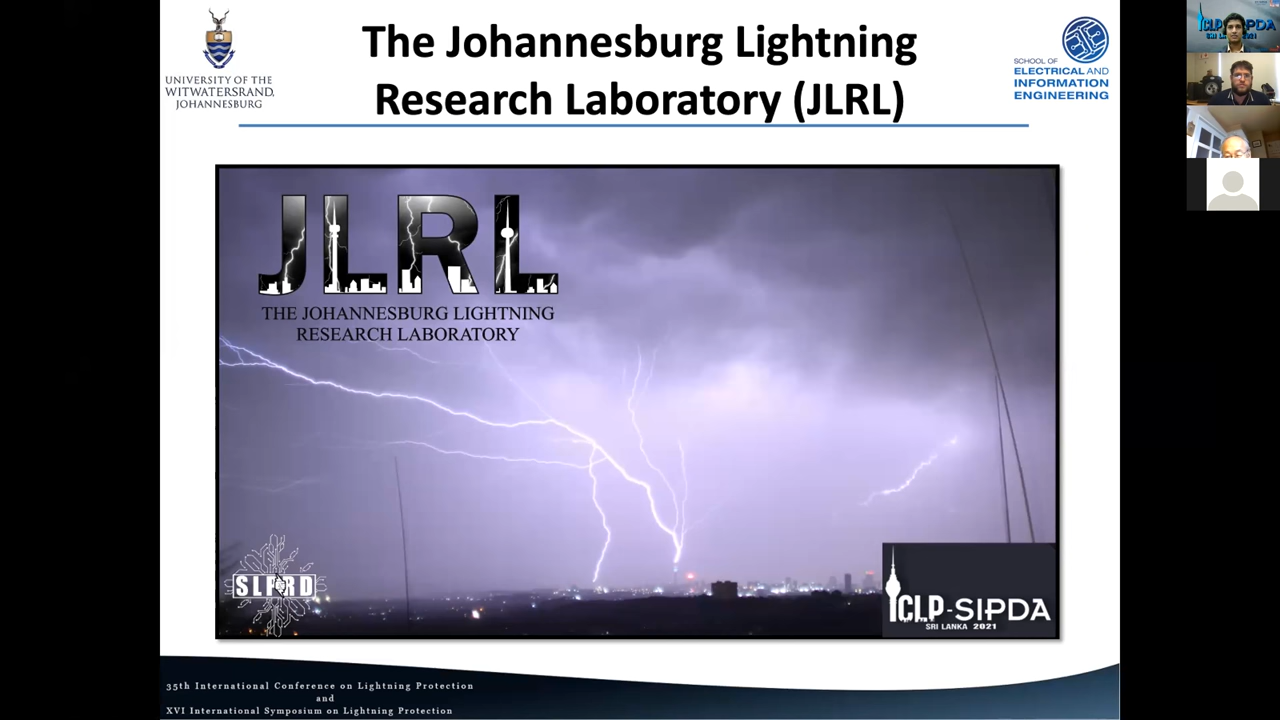 UNIVERSITY OF THE
WITWATERSRAND,
JOHANNESBURG
The Johannesburg Lightning
Research Laboratory (JLRL)
SCHOOL OF
ELECTRICAL AND
INFORMATION
ENGINEERING
JLRL
THE JOHANNESBURG LIGHTNING
RESEARCH LABORATORY
SLFRD
ICLP-SIPDA
SRI LANKA 2021
35th International Conference on Lightning Protection
and
XVI International Symposium on Lightning Protection